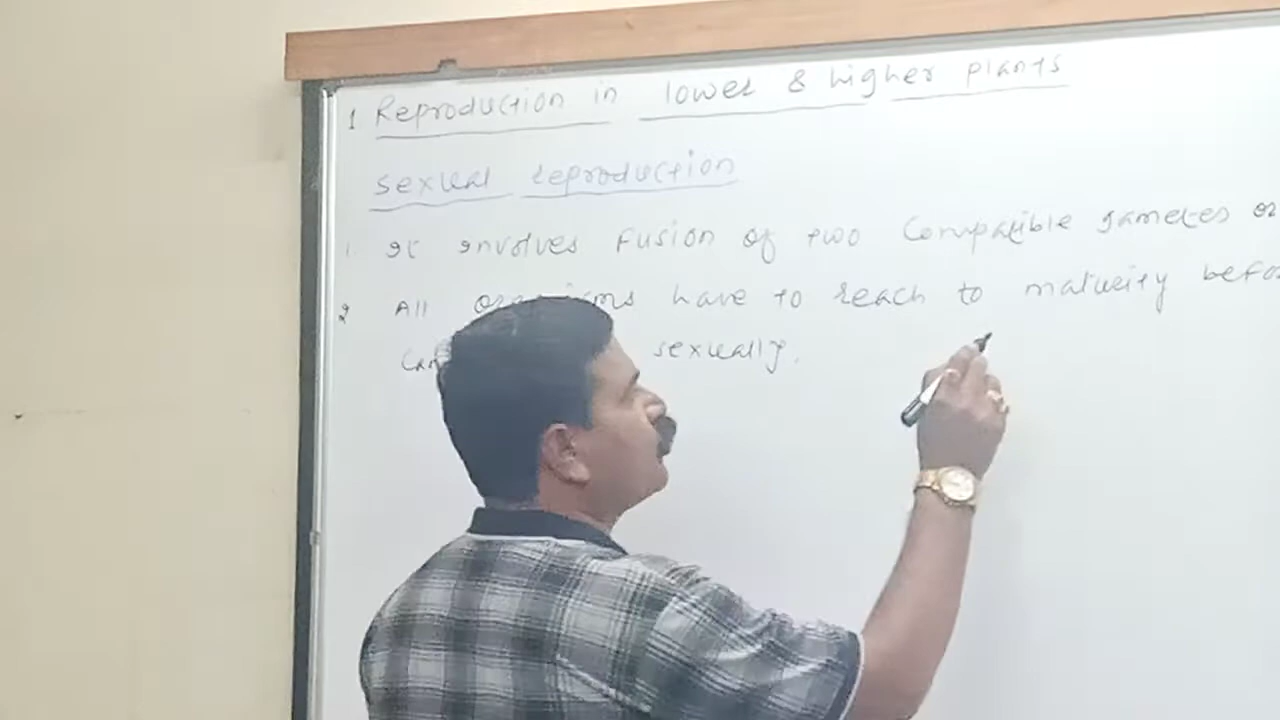 1 Reproduction in lower & higher plants
sexual reproduction
1. It involves Fusion of two Compatible gametes or
2 All have to reach to maturity befo
sexually.